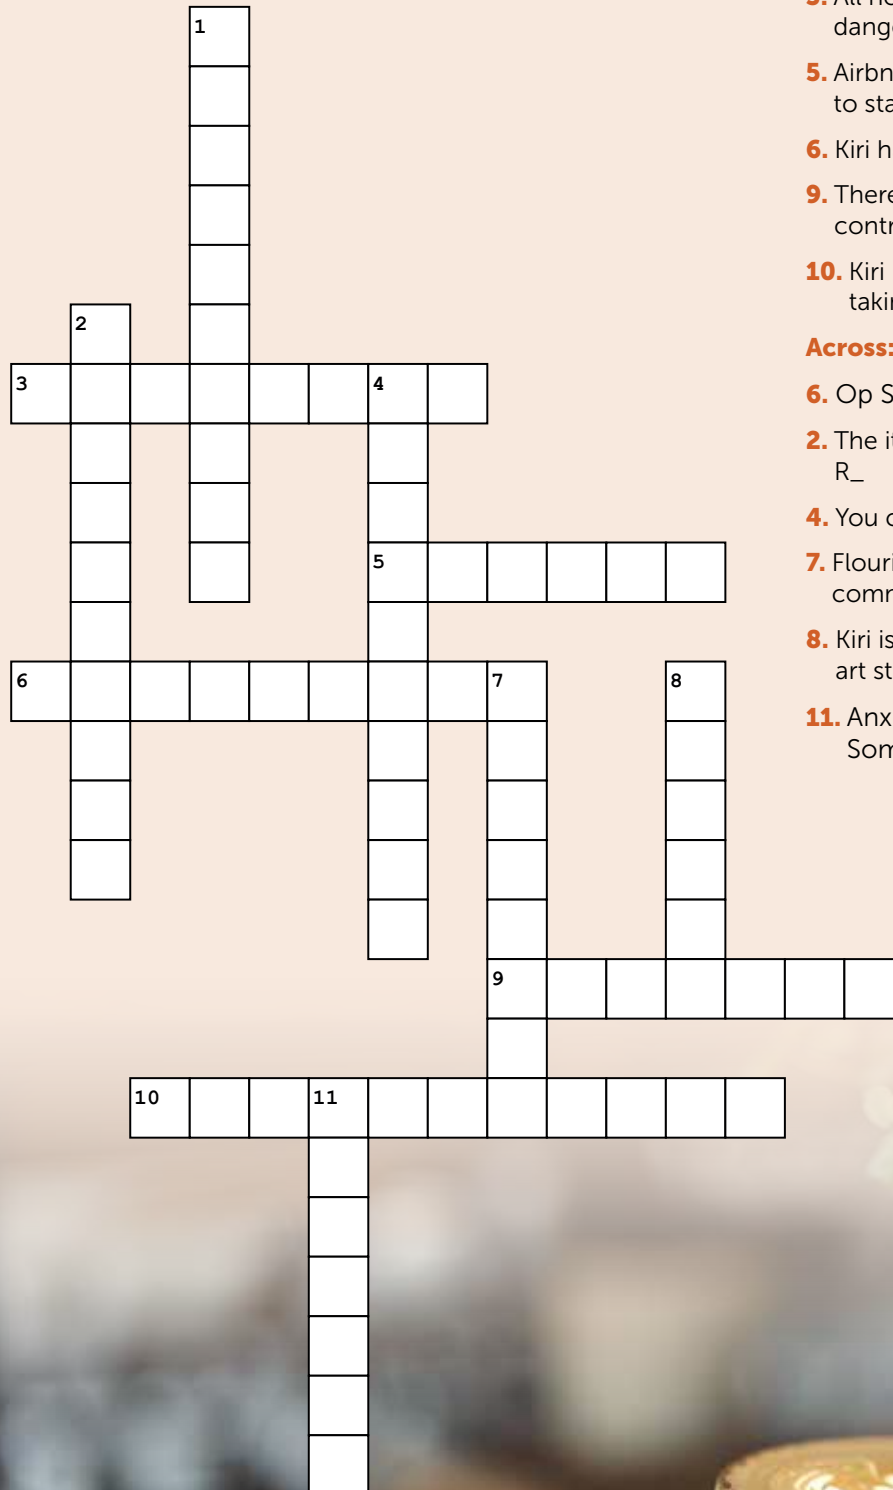 1
2
3
4
5
6
7
8
9
10
11
5. Airbn
to sta
6. Kiri h
9. There
contr
10. Kiri
takin
Across:
6. Op S
2. The it
R_
4. You c
7. Flouri
comm
8. Kiri is
art st
11. Anx
Som